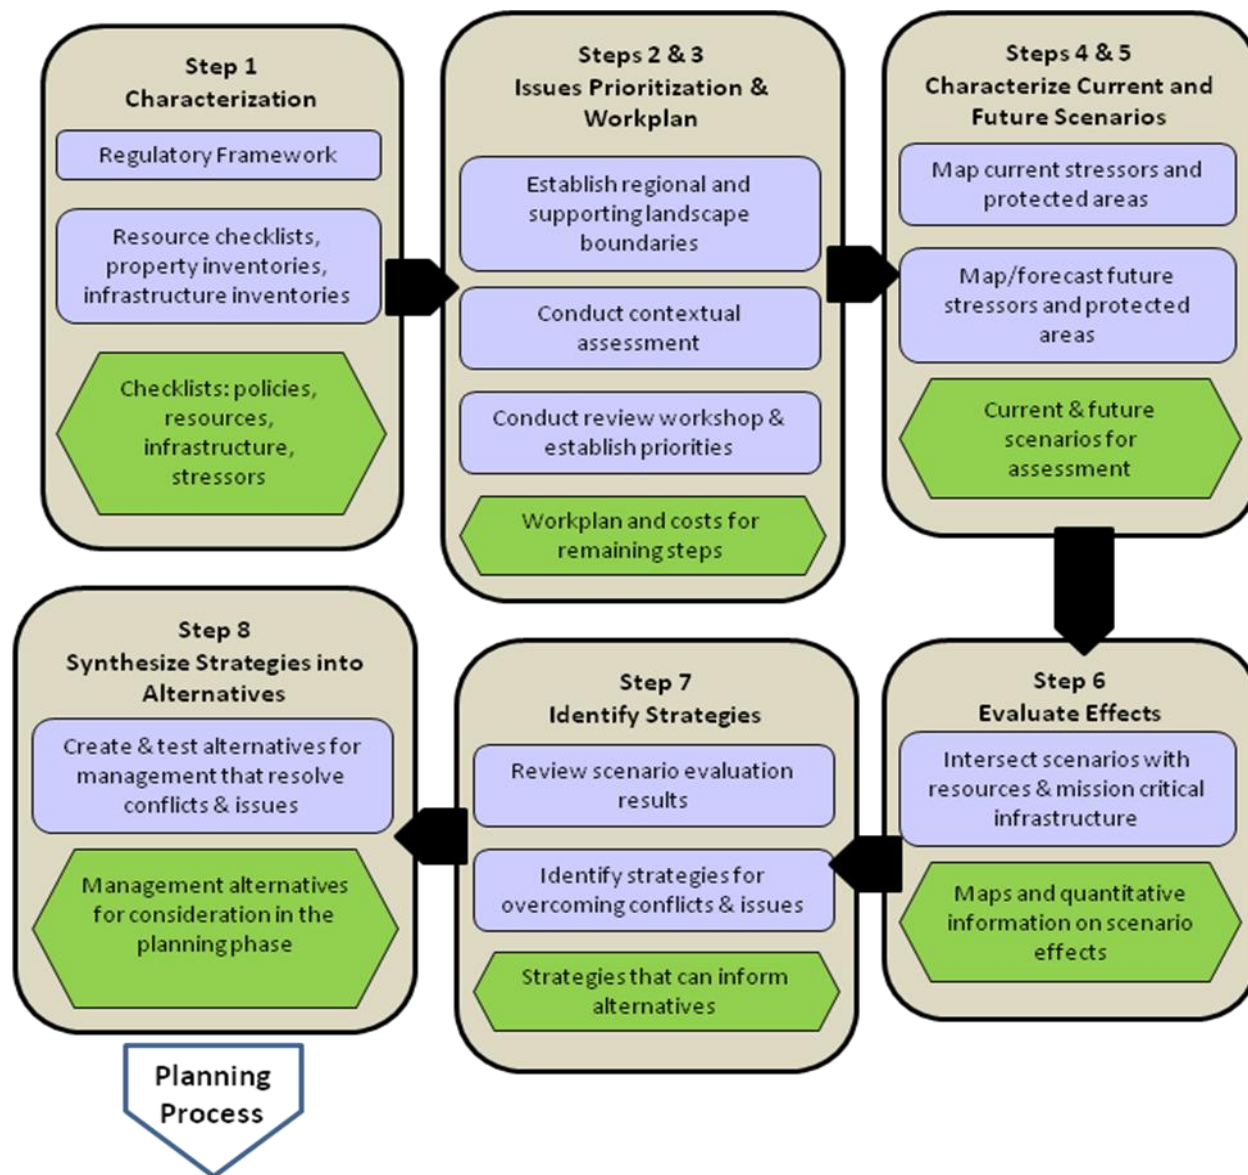 Step 1
Characterization
Regulatory Framework
Resource checklists,
property inventories,
infrastructure inventories
Checklists: policies,
resources,
infrastructure,
stressors
Steps 2 & 3
Issues Prioritization &
Workplan
Establish regional and
supporting landscape
boundaries
Conduct contextual
assessment
Conduct review workshop &
establish priorities
Workplan and costs for
remaining steps
Steps 4 & 5
Characterize Current and
Future Scenarios
Map current stressors and
protected areas
Map/forecast future
stressors and protected
areas
Current & future
scenarios for
assessment
Step 6
Evaluate Effects
Intersect scenarios with
resources & mission critical
infrastructure
Maps and quantitative
information on scenario
effects
Step 7
Identify Strategies
Review scenario evaluation
results
Identify strategies for
overcoming conflicts & issues
Strategies that can inform
alternatives
Step 8
Synthesize Strategies into
Alternatives
Create & test alternatives for
management that resolve
conflicts & issues
Management alternatives
for consideration in the
planning phase
Planning
Process